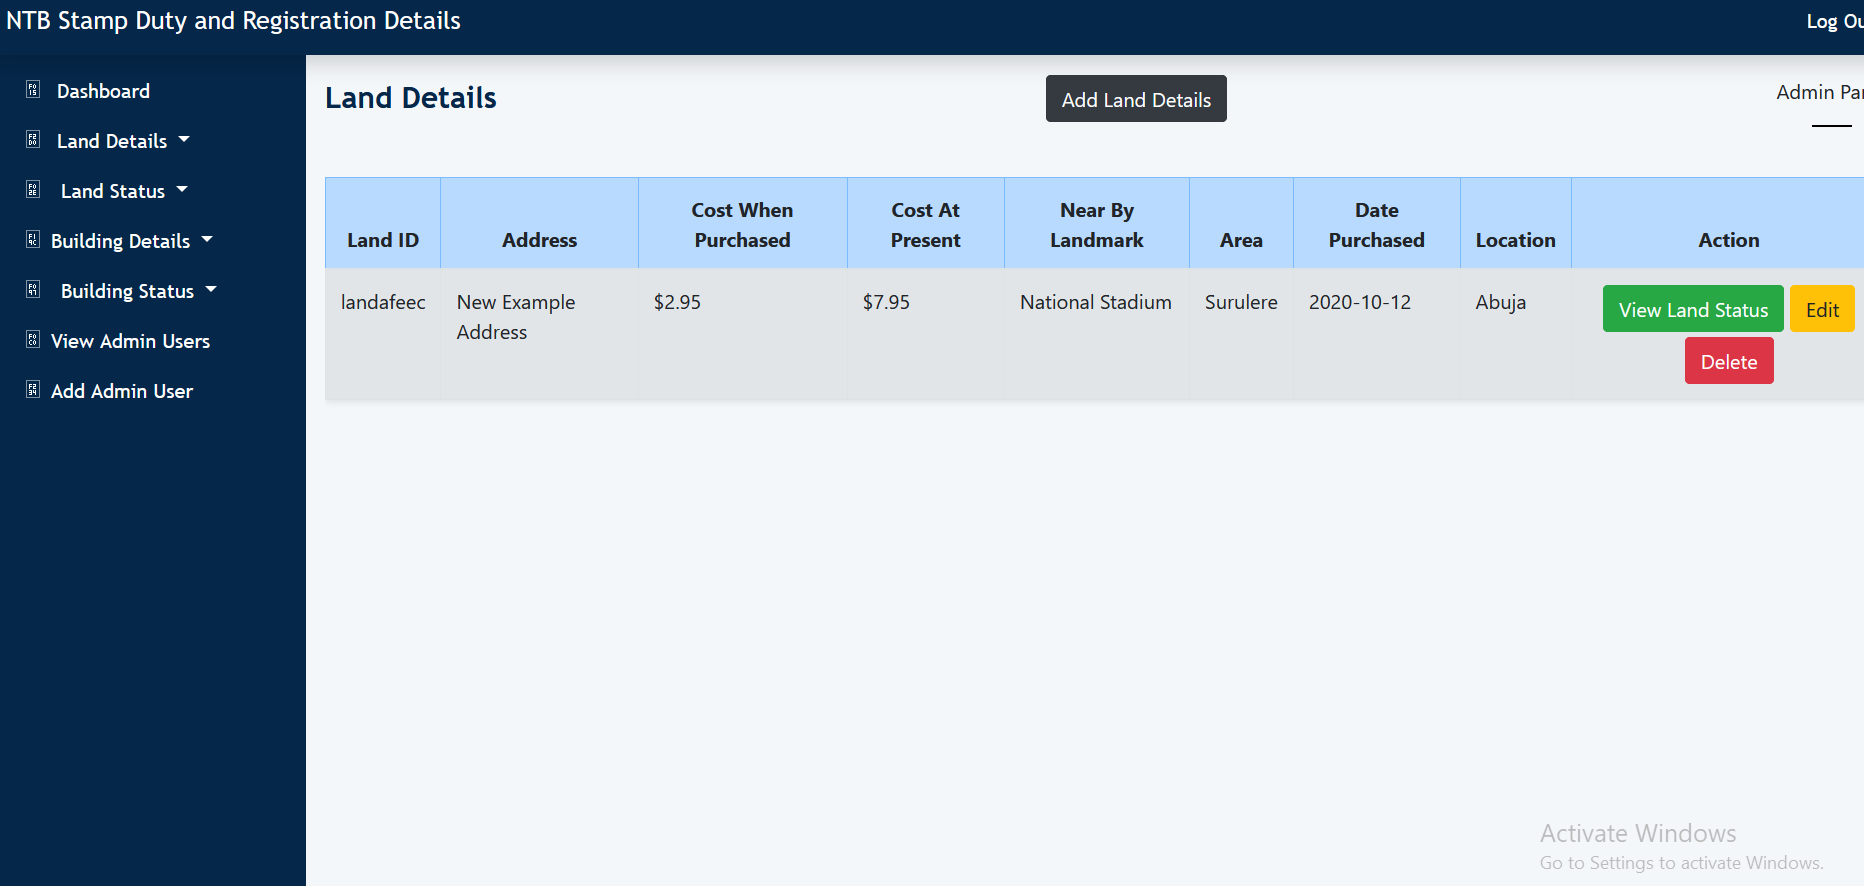 NTB Stamp Duty and Registration Details
Log Ou
Dashboard
Land Details
Land Status
Building Details
Building Status
View Admin Users
Add Admin User
Land Details
Add Land Details
Admin Pa
Land ID
Address
Cost When
Purchased
Cost At
Present
Near By
Landmark
Area
Date
Purchased
Location
Action
landafeec
New Example
Address
$2.95
$7.95
National Stadium
Surulere
2020-10-12
Abuja
View Land Status
Edit
Delete
Activate Windows
Go to Settings to activate Windows.